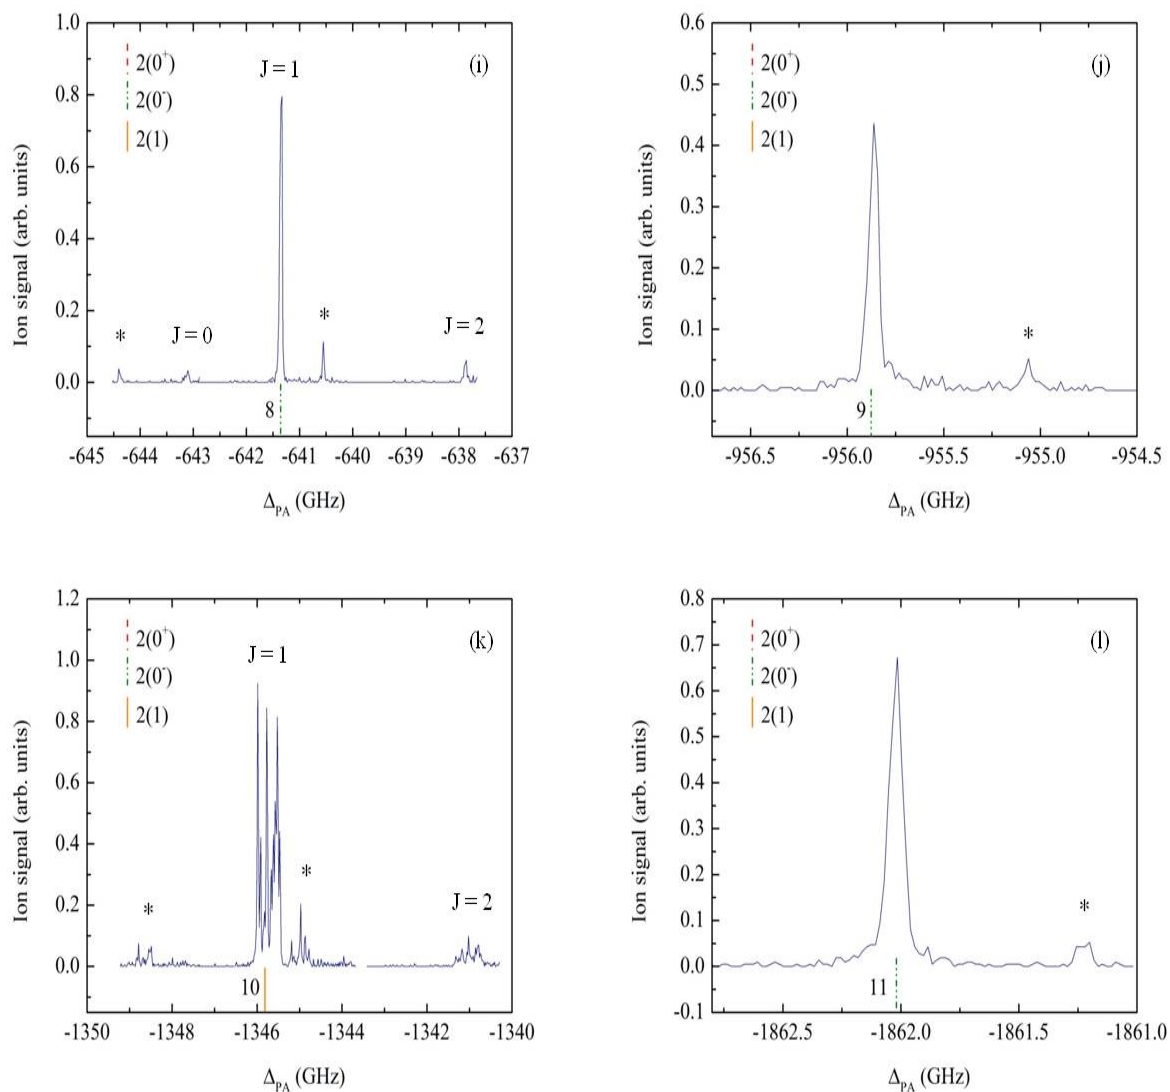 (i)
2(0⁺)
2(0⁻)
2(1)
J = 1
*
J = 0
*
J = 2
8
Ion signal (arb. units)
1.0
0.8
0.6
0.4
0.2
0.0
-645 -644 -643 -642 -641 -640 -639 -638 -637
Δ_PA (GHz)
(j)
2(0⁺)
2(0⁻)
2(1)
*
9
Ion signal (arb. units)
0.6
0.5
0.4
0.3
0.2
0.1
0.0
-956.5 -956.0 -955.5 -955.0 -954.5
Δ_PA (GHz)
(k)
2(0⁺)
2(0⁻)
2(1)
J = 1
*
*
J = 2
10
Ion signal (arb. units)
1.2
1.0
0.8
0.6
0.4
0.2
0.0
-1350 -1348 -1346 -1344 -1342 -1340
Δ_PA (GHz)
(l)
2(0⁺)
2(0⁻)
2(1)
*
11
Ion signal (arb. units)
0.8
0.7
0.6
0.5
0.4
0.3
0.2
0.1
0.0
-0.1
-1862.5 -1862.0 -1861.5 -1861.0
Δ_PA (GHz)